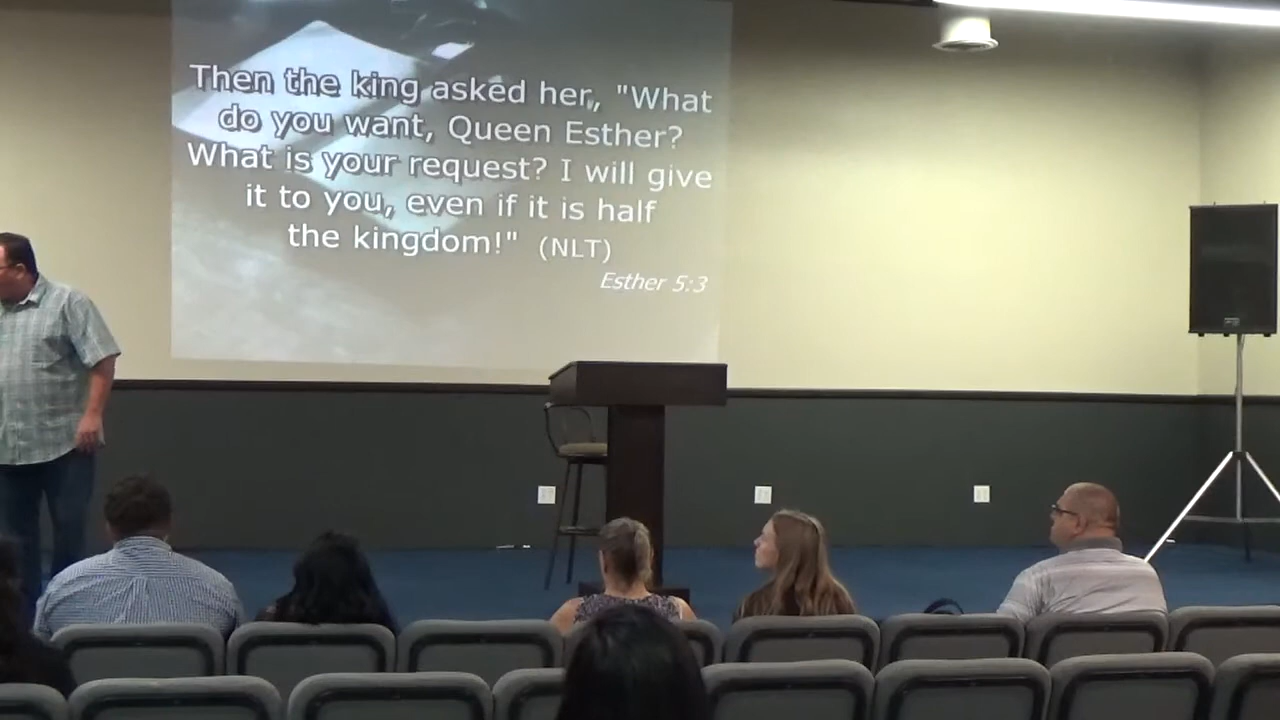 Then the king asked her, "What
do you want, Queen Esther?
What is your request? I will give
it to you, even if it is half
the kingdom!" (NLT)
Esther 5:3